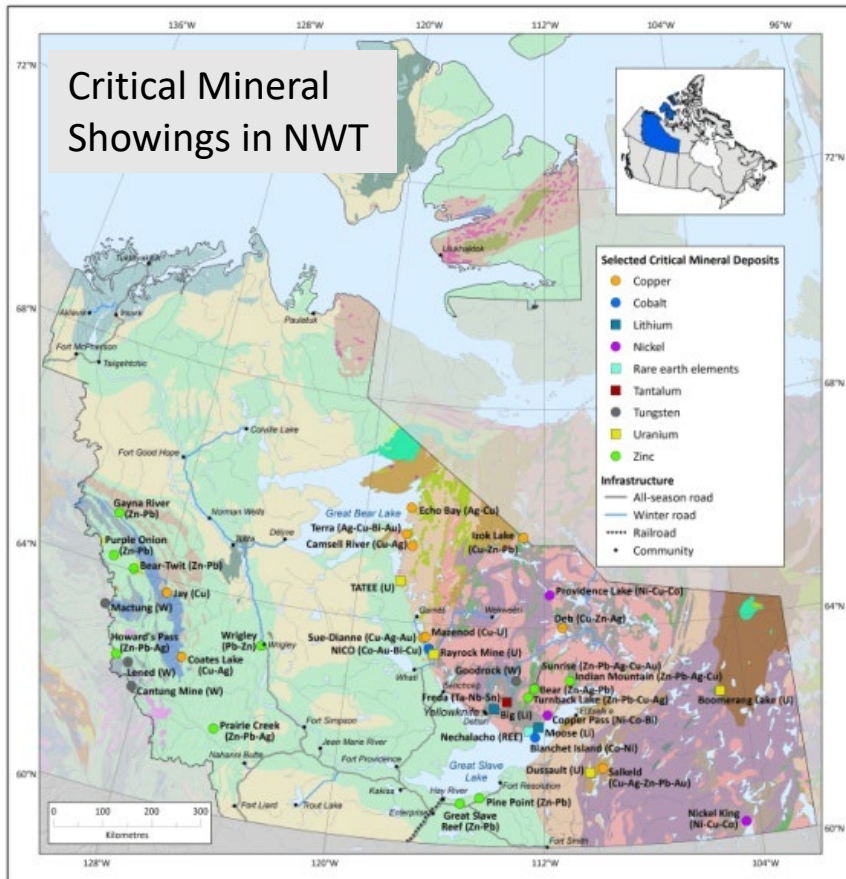 136°W
128°W
120°W
112°W
104°W
96°W
72°N
72°N
Critical Mineral
Showings in NWT
Selected Critical Mineral Deposits
Copper
Cobalt
Lithium
Nickel
Rare earth elements
Tantalum
Tungsten
Uranium
Zinc
Infrastructure
All-season road
Winter road
Railroad
Community
Ulukhaktok
Tuktoyaktuk
Aklavik
Inuvik
Paulatuk
68°N
68°N
Fort McPherson
Tsiigehtchic
Colville Lake
Fort Good Hope
Norman Wells
Tulita
Déline
Great Bear Lake
Gayna River
(Zn-Pb)
Echo Bay (Ag-Cu)
Terra (Ag-Cu-Bi-Au)
Camsell River (Cu-Ag)
Izok Lake
(Cu-Zn-Pb)
64°N
64°N
Purple Onion
(Zn-Pb)
Bear-Twit (Zn-Pb)
TATEE (U)
Jay (Cu)
Mactung (W)
Providence Lake (Ni-Cu-Co)
Gamètì
Wekweètì
Deb (Cu-Zn-Ag)
Howard's Pass
(Zn-Pb-Ag)
Wrigley
(Pb-Zn)
Wrigley
Sue-Dianne (Cu-Ag-Au)
Mazenod (Cu-U)
NICO (Co-Au-Bi-Cu)
Rayrock Mine (U)
Whatì
Lened (W)
Coates Lake
(Cu-Ag)
Cantung Mine (W)
Goodrock (W)
Sunrise (Zn-Pb-Ag-Cu-Au)
Indian Mountain (Zn-Pb-Ag-Cu)
Bear (Zn-Ag-Pb)
Turnback Lake (Zn-Pb-Cu-Ag)
Boomerang Lake (U)
Behchokǫ̀
Freda (Ta-Nb-Sn)
Yellowknife
Big (Li)
Dettah
Copper Pass (Ni-Co-Bi)
Moose (Li)
Nechalacho (REE)
Blanchet Island (Co-Ni)
Prairie Creek
(Zn-Pb-Ag)
Fort Simpson
Jean Marie River
Nahanni Butte
Fort Providence
Great Slave
Lake
Dussault (U)
Salkeld
(Cu-Ag-Zn-Pb-Au)
60°N
60°N
Fort Liard
Trout Lake
Kakisa
Hay River
Enterprise
Fort Resolution
Pine Point (Zn-Pb)
Great Slave
Reef (Zn-Pb)
Nickel King
(Ni-Cu-Co)
Fort Smith
0 100 200 300
Kilometres
128°W
120°W
112°W
104°W